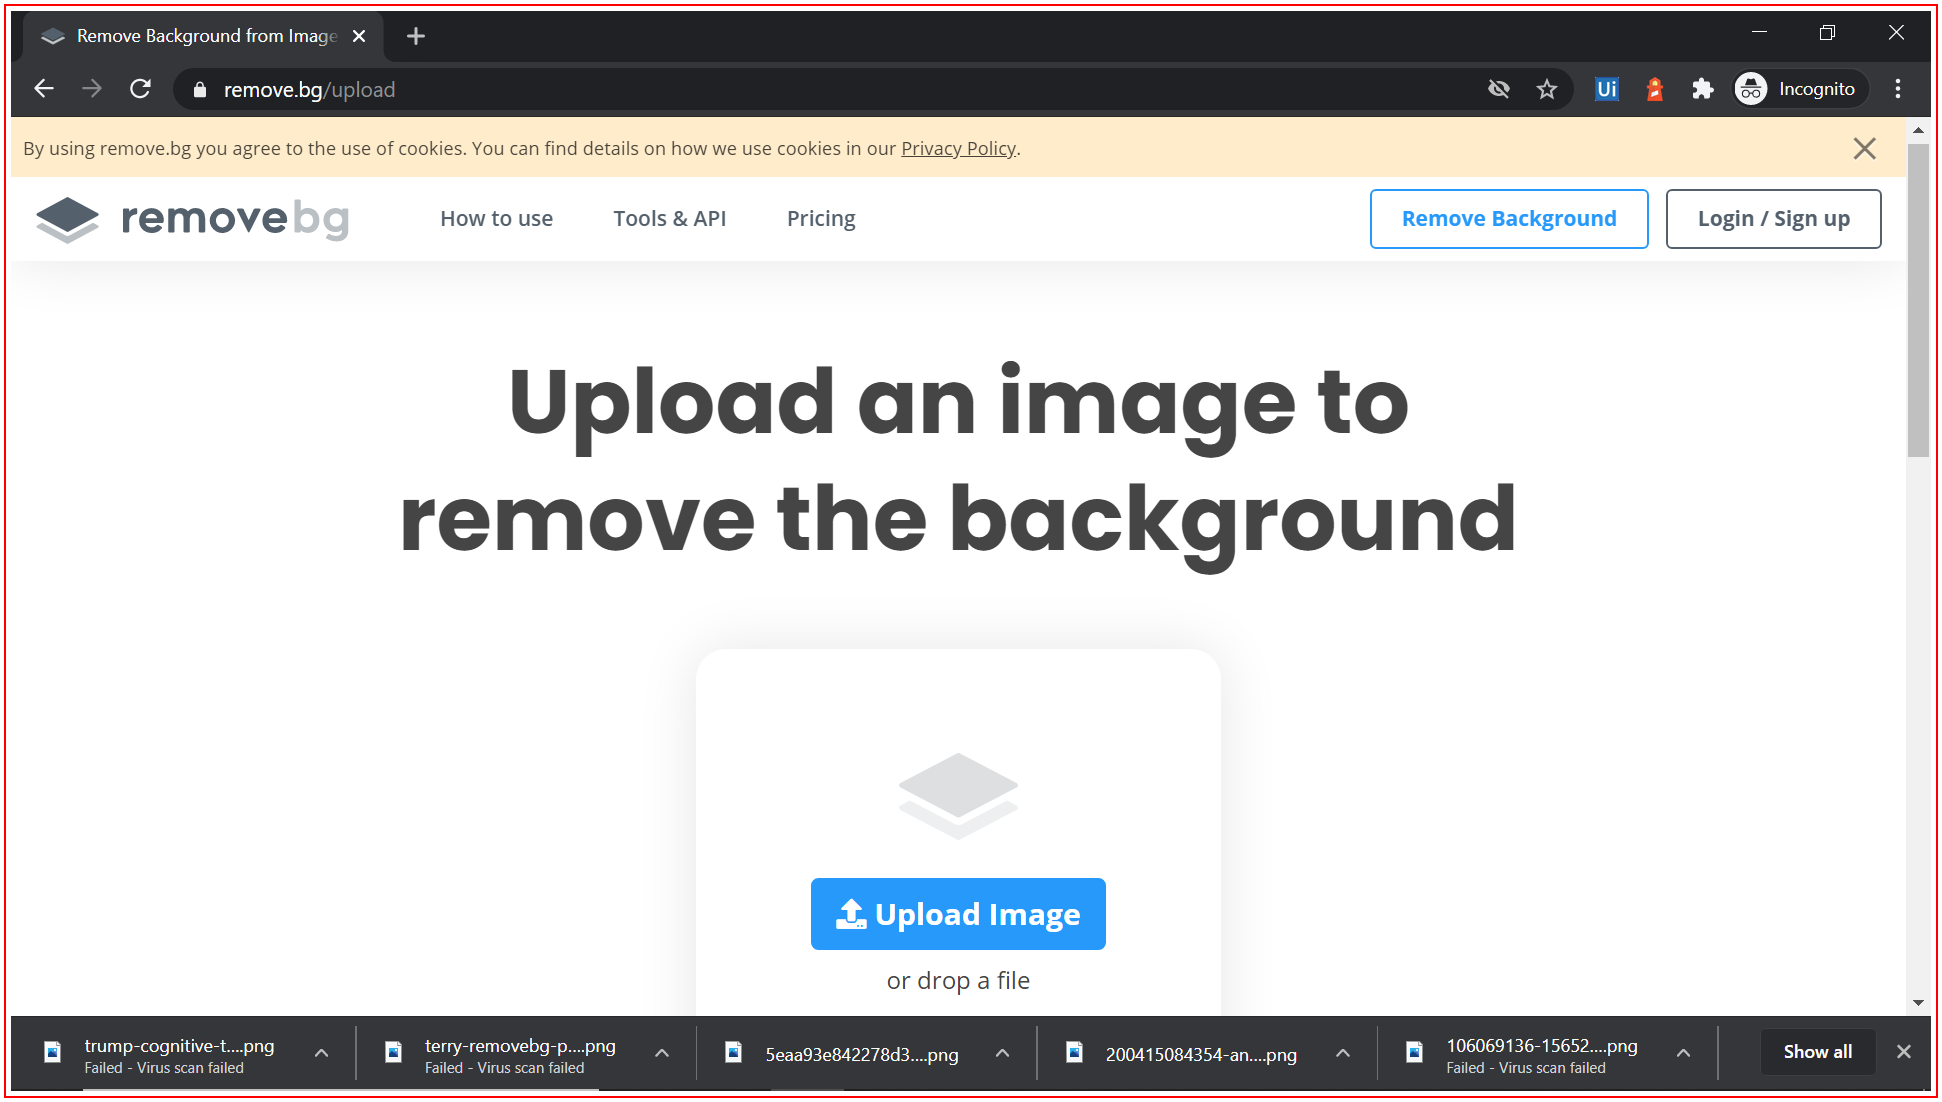 Remove Background from Image
remove.bg/upload
Ui
Incognito
By using remove.bg you agree to the use of cookies. You can find details on how we use cookies in our Privacy Policy.
removebg
How to use
Tools & API
Pricing
Remove Background
Login / Sign up
Upload an image to
remove the background
Upload Image
or drop a file
trump-cognitive-t....png
Failed - Virus scan failed
terry-removebg-p....png
Failed - Virus scan failed
5eaa93e842278d3....png
200415084354-an....png
106069136-15652....png
Failed - Virus scan failed
Show all